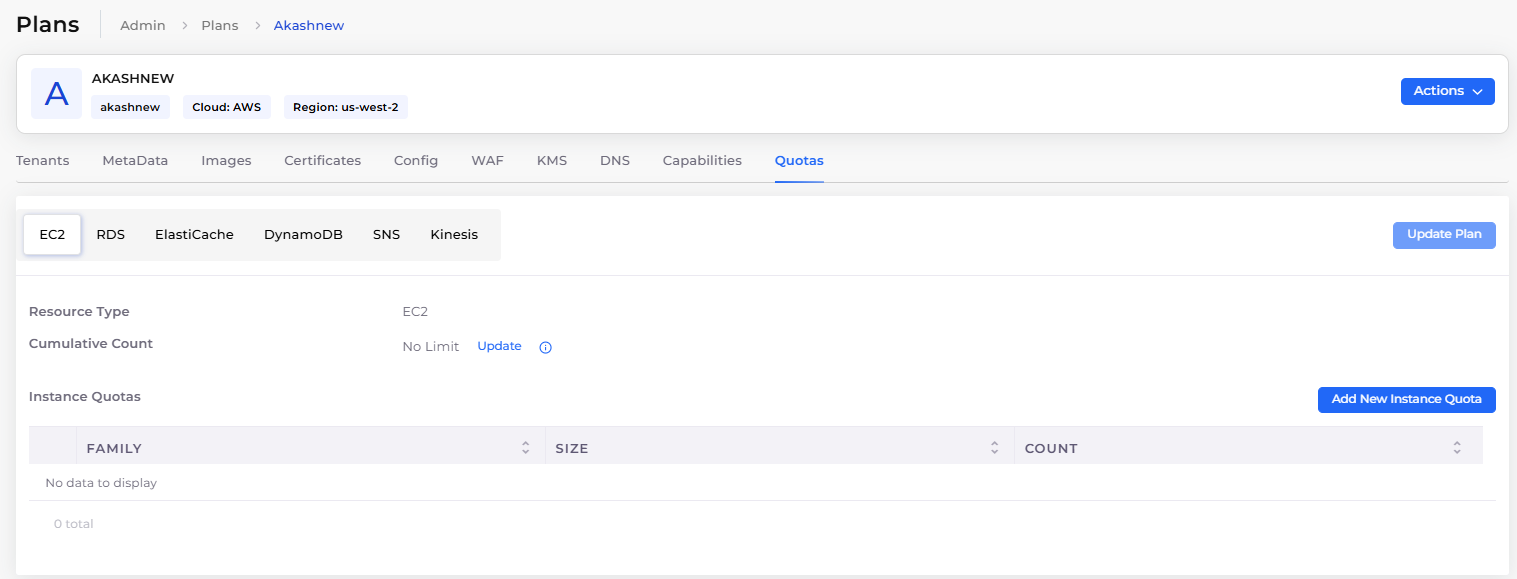 Plans Admin > Plans > Akashnew
A AKASHNEW
akashnew Cloud: AWS Region: us-west-2
Actions
Tenants MetaData Images Certificates Config WAF KMS DNS Capabilities Quotas
EC2 RDS ElastiCache DynamoDB SNS Kinesis Update Plan
Resource Type EC2
Cumulative Count No Limit Update
Instance Quotas Add New Instance Quota
FAMILY SIZE COUNT
No data to display
0 total